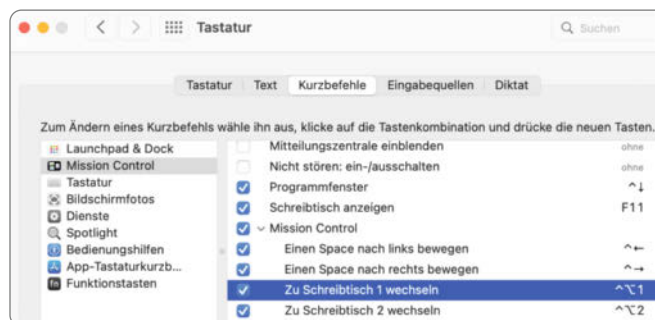 Tastatur
Suchen
Tastatur Text Kurzbefehle Eingabequellen Diktat
Zum Ändern eines Kurzbefehls wähle ihn aus, klicke auf die Tastenkombination und drücke die neuen Tasten.
Launchpad & Dock
Mission Control
Tastatur
Bildschirmfotos
Dienste
Spotlight
Bedienungshilfen
App-Tastaturkurzb...
Funktionstasten
Mitteilungszentrale einblenden ohne
Nicht stören: ein-/ausschalten ohne
Programmfenster ^↓
Schreibtisch anzeigen F11
Mission Control
Einen Space nach links bewegen ^←
Einen Space nach rechts bewegen ^→
Zu Schreibtisch 1 wechseln ^⌥1
Zu Schreibtisch 2 wechseln ^⌥2